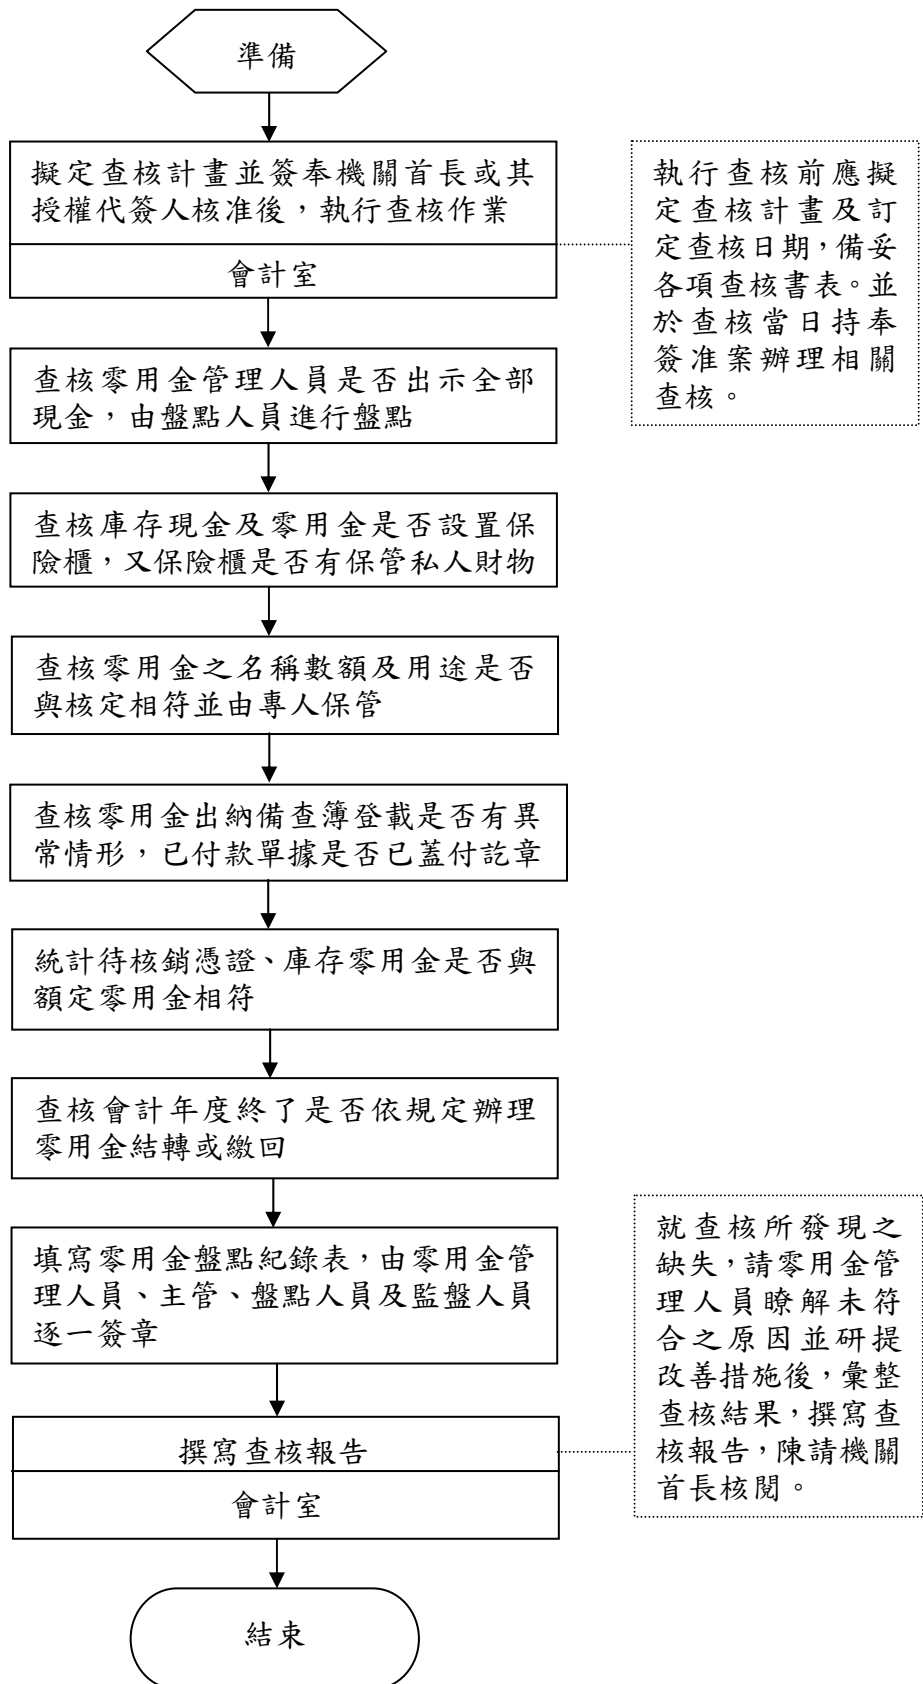 準備
擬定查核計畫並簽奉機關首長或其
授權代簽人核准後，執行查核作業
會計室
執行查核前應擬
定查核計畫及訂
定查核日期，備妥
各項查核書表。並
於查核當日持奉
簽准案辦理相關
查核。
查核零用金管理人員是否出示全部
現金，由盤點人員進行盤點
查核庫存現金及零用金是否設置保
險櫃，又保險櫃是否有保管私人財物
查核零用金之名稱數額及用途是否
與核定相符並由專人保管
查核零用金出納備查簿登載是否有異
常情形，已付款單據是否已蓋付訖章
統計待核銷憑證、庫存零用金是否與
額定零用金相符
查核會計年度終了是否依規定辦理
零用金結轉或繳回
填寫零用金盤點紀錄表，由零用金管
理人員、主管、盤點人員及監盤人員
逐一簽章
撰寫查核報告
會計室
就查核所發現之
缺失，請零用金管
理人員瞭解未符
合之原因並研提
改善措施後，彙整
查核結果，撰寫查
核報告，陳請機關
首長核閱。
結束